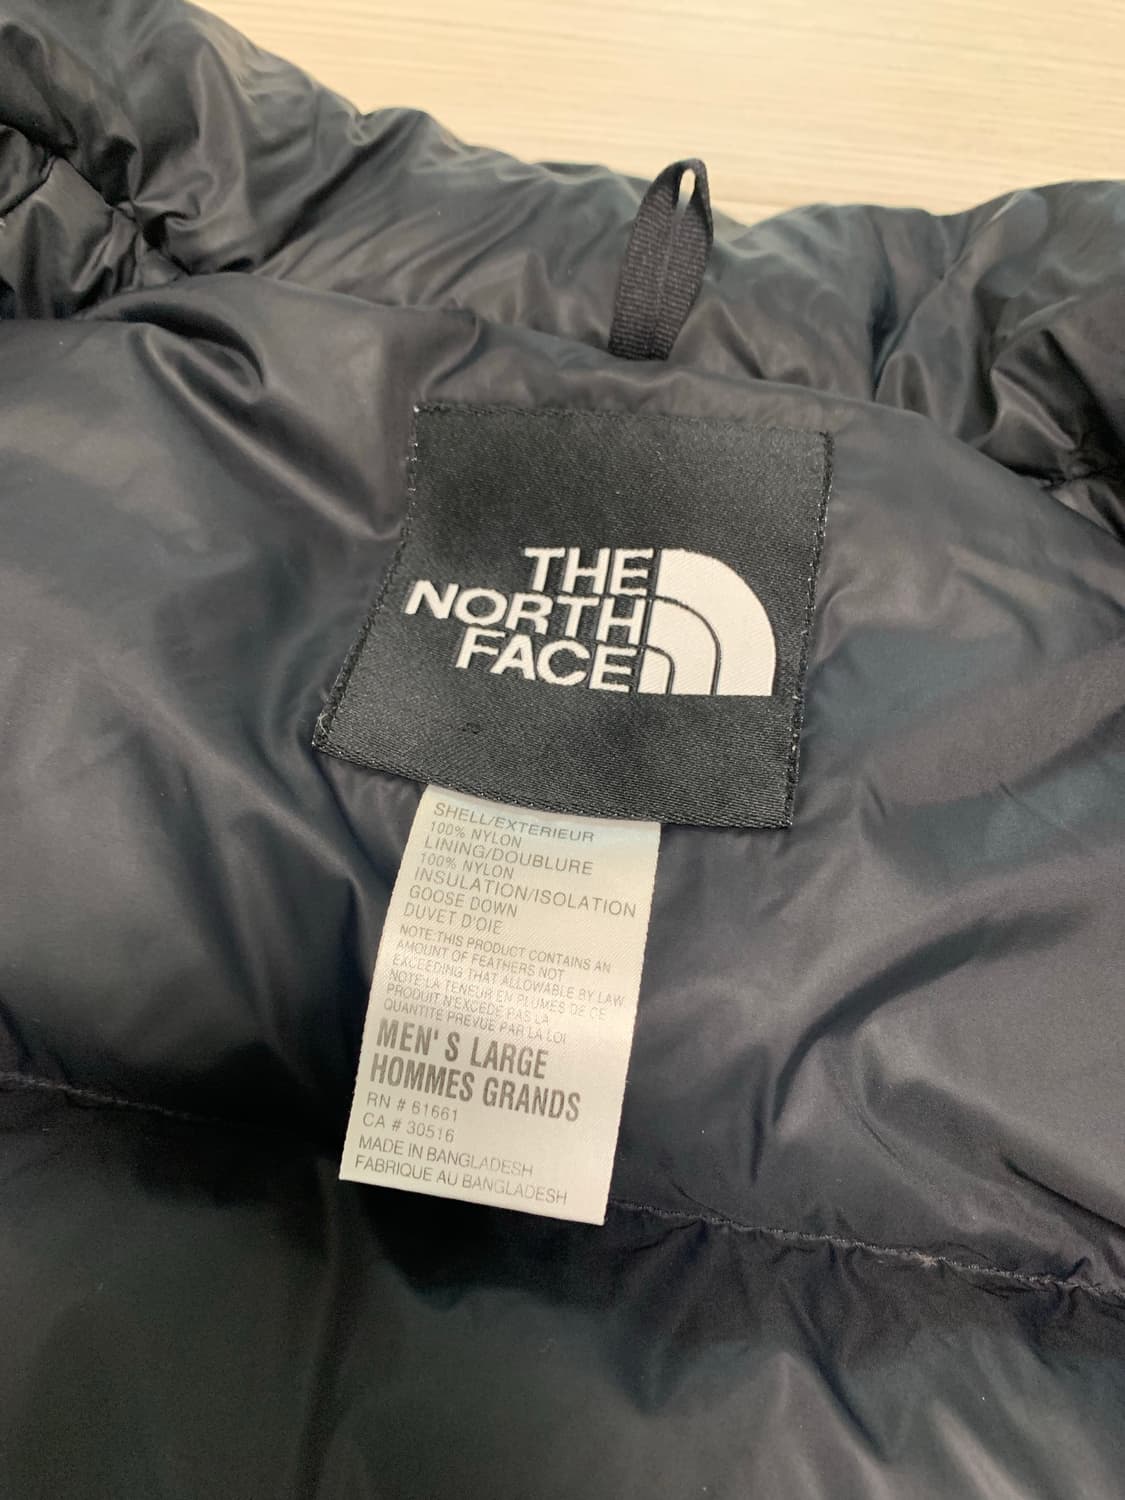 THE
NORTH
FACE
SHELL/EXTERIEUR
100% NYLON
LINING/DOUBLURE
100% NYLON
INSULATION/ISOLATION
GOOSE DOWN
DUVET D'OIE
NOTE:THIS PRODUCT CONTAINS AN
AMOUNT OF FEATHERS NOT
EXCEEDING THAT ALLOWABLE BY LAW
NOTE:LA TENEUR EN PLUMES DE CE
PRODUIT N'EXCEDE PAS LA
QUANTITE PREVUE PAR LA LOI
MEN' S LARGE
HOMMES GRANDS
RN # 61661
CA # 30516
MADE IN BANGLADESH
FABRIQUE AU BANGLADESH